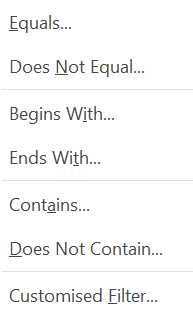 Equals...
Does Not Equal...
Begins With...
Ends With...
Contains...
Does Not Contain...
Customised Filter...